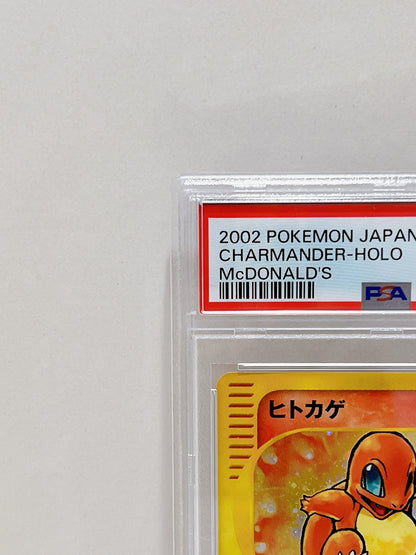 2002 POKEMON JAPAN
CHARMANDER-HOLO
McDONALD'S
PSA
ヒトカゲ